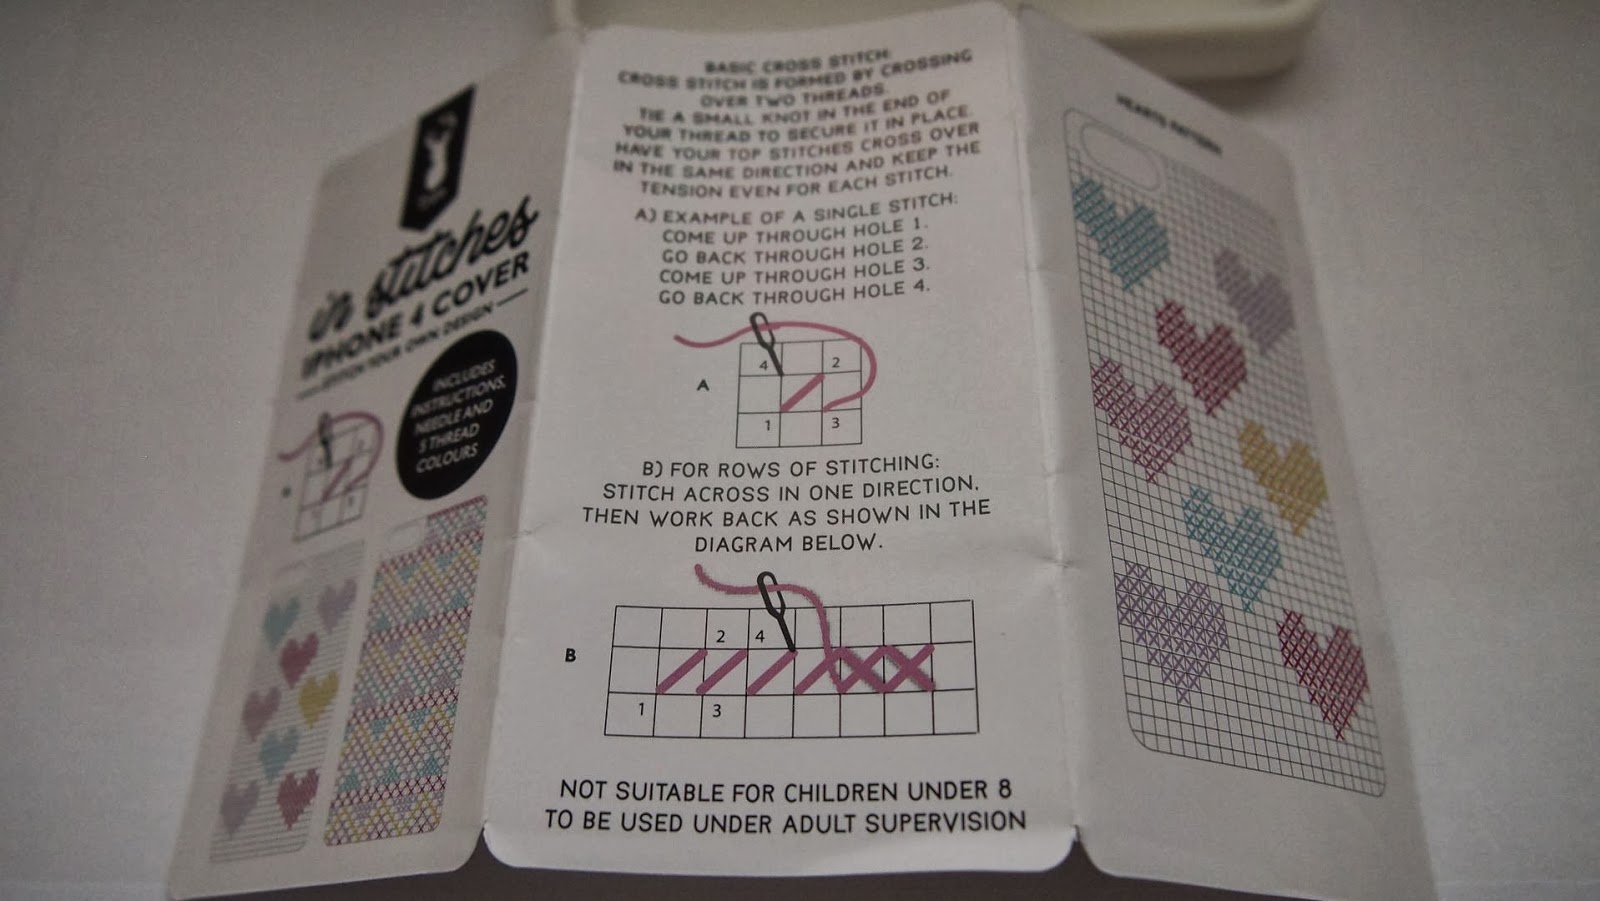 in stitches
IPHONE 4 COVER
STITCH YOUR OWN DESIGN
INCLUDES
INSTRUCTIONS,
NEEDLE AND
5 THREAD
COLOURS
BASIC CROSS STITCH:
CROSS STITCH IS FORMED BY CROSSING
OVER TWO THREADS.
TIE A SMALL KNOT IN THE END OF
YOUR THREAD TO SECURE IT IN PLACE.
HAVE YOUR TOP STITCHES CROSS OVER
IN THE SAME DIRECTION AND KEEP THE
TENSION EVEN FOR EACH STITCH.
A) EXAMPLE OF A SINGLE STITCH:
COME UP THROUGH HOLE 1.
GO BACK THROUGH HOLE 2.
COME UP THROUGH HOLE 3.
GO BACK THROUGH HOLE 4.
4 2
A
1 3
B) FOR ROWS OF STITCHING:
STITCH ACROSS IN ONE DIRECTION.
THEN WORK BACK AS SHOWN IN THE
DIAGRAM BELOW.
2 4
B
1 3
NOT SUITABLE FOR CHILDREN UNDER 8
TO BE USED UNDER ADULT SUPERVISION
HEARTS PATTERN